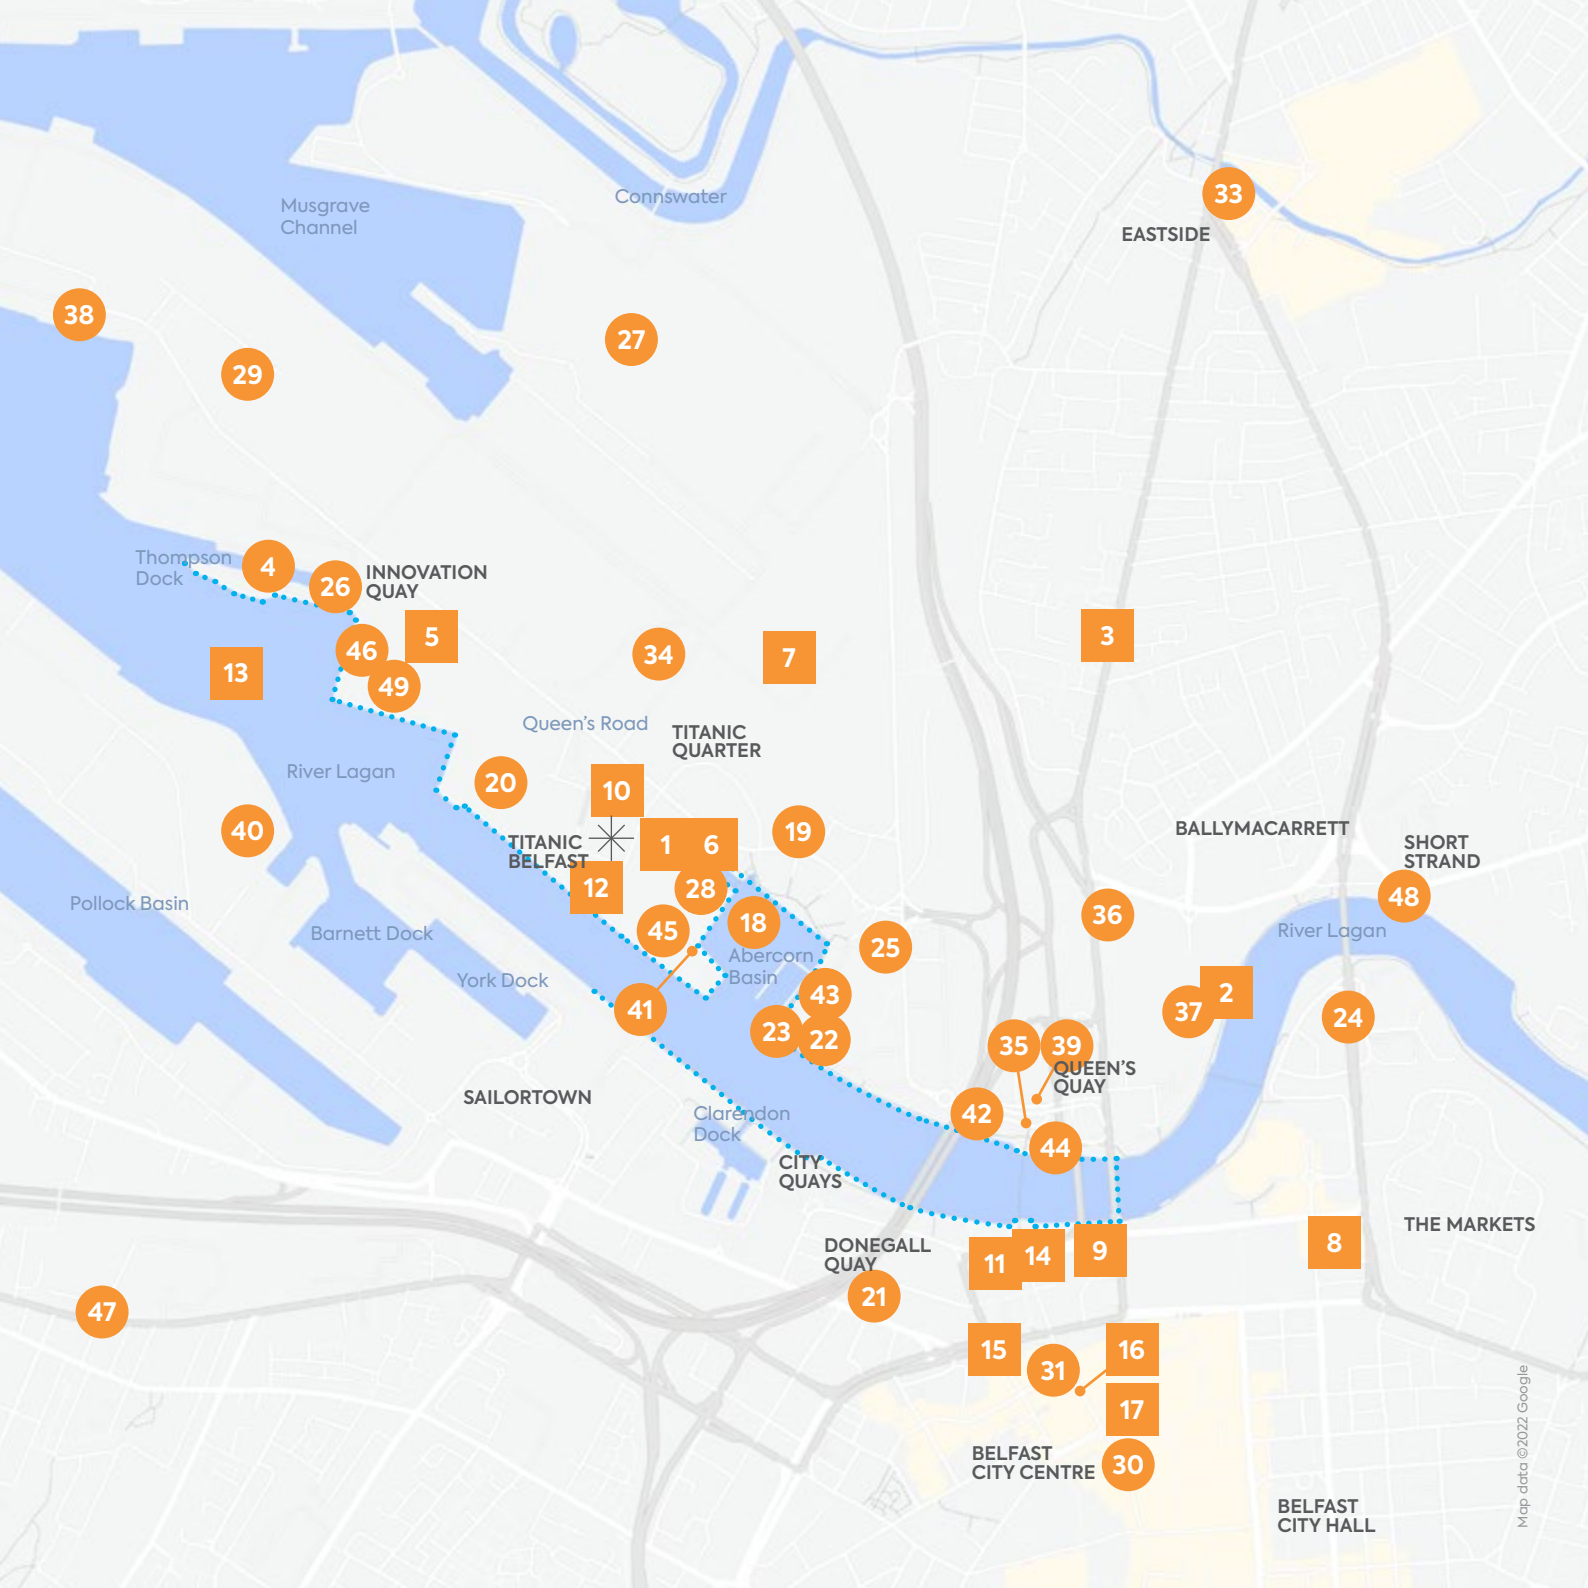 33
Connswater
Musgrave
Channel
EASTSIDE
38
27
29
Thompson
Dock
4
26
INNOVATION
QUAY
5
3
46
34
7
13
49
Queen's Road
TITANIC
QUARTER
River Lagan
20
10
40
19
BALLYMACARRETT
SHORT
STRAND
TITANIC
BELFAST
1
6
12
28
48
Pollock Basin
Barnett Dock
45
18
36
River Lagan
25
Abercorn
Basin
York Dock
43
2
41
37
24
23
22
35
39
QUEEN'S
QUAY
SAILORTOWN
Clarendon
Dock
42
44
CITY
QUAYS
THE MARKETS
DONEGALL
QUAY
11
14
9
8
21
47
15
31
16
17
BELFAST
CITY CENTRE
30
BELFAST
CITY HALL
Map data ©2022 Google